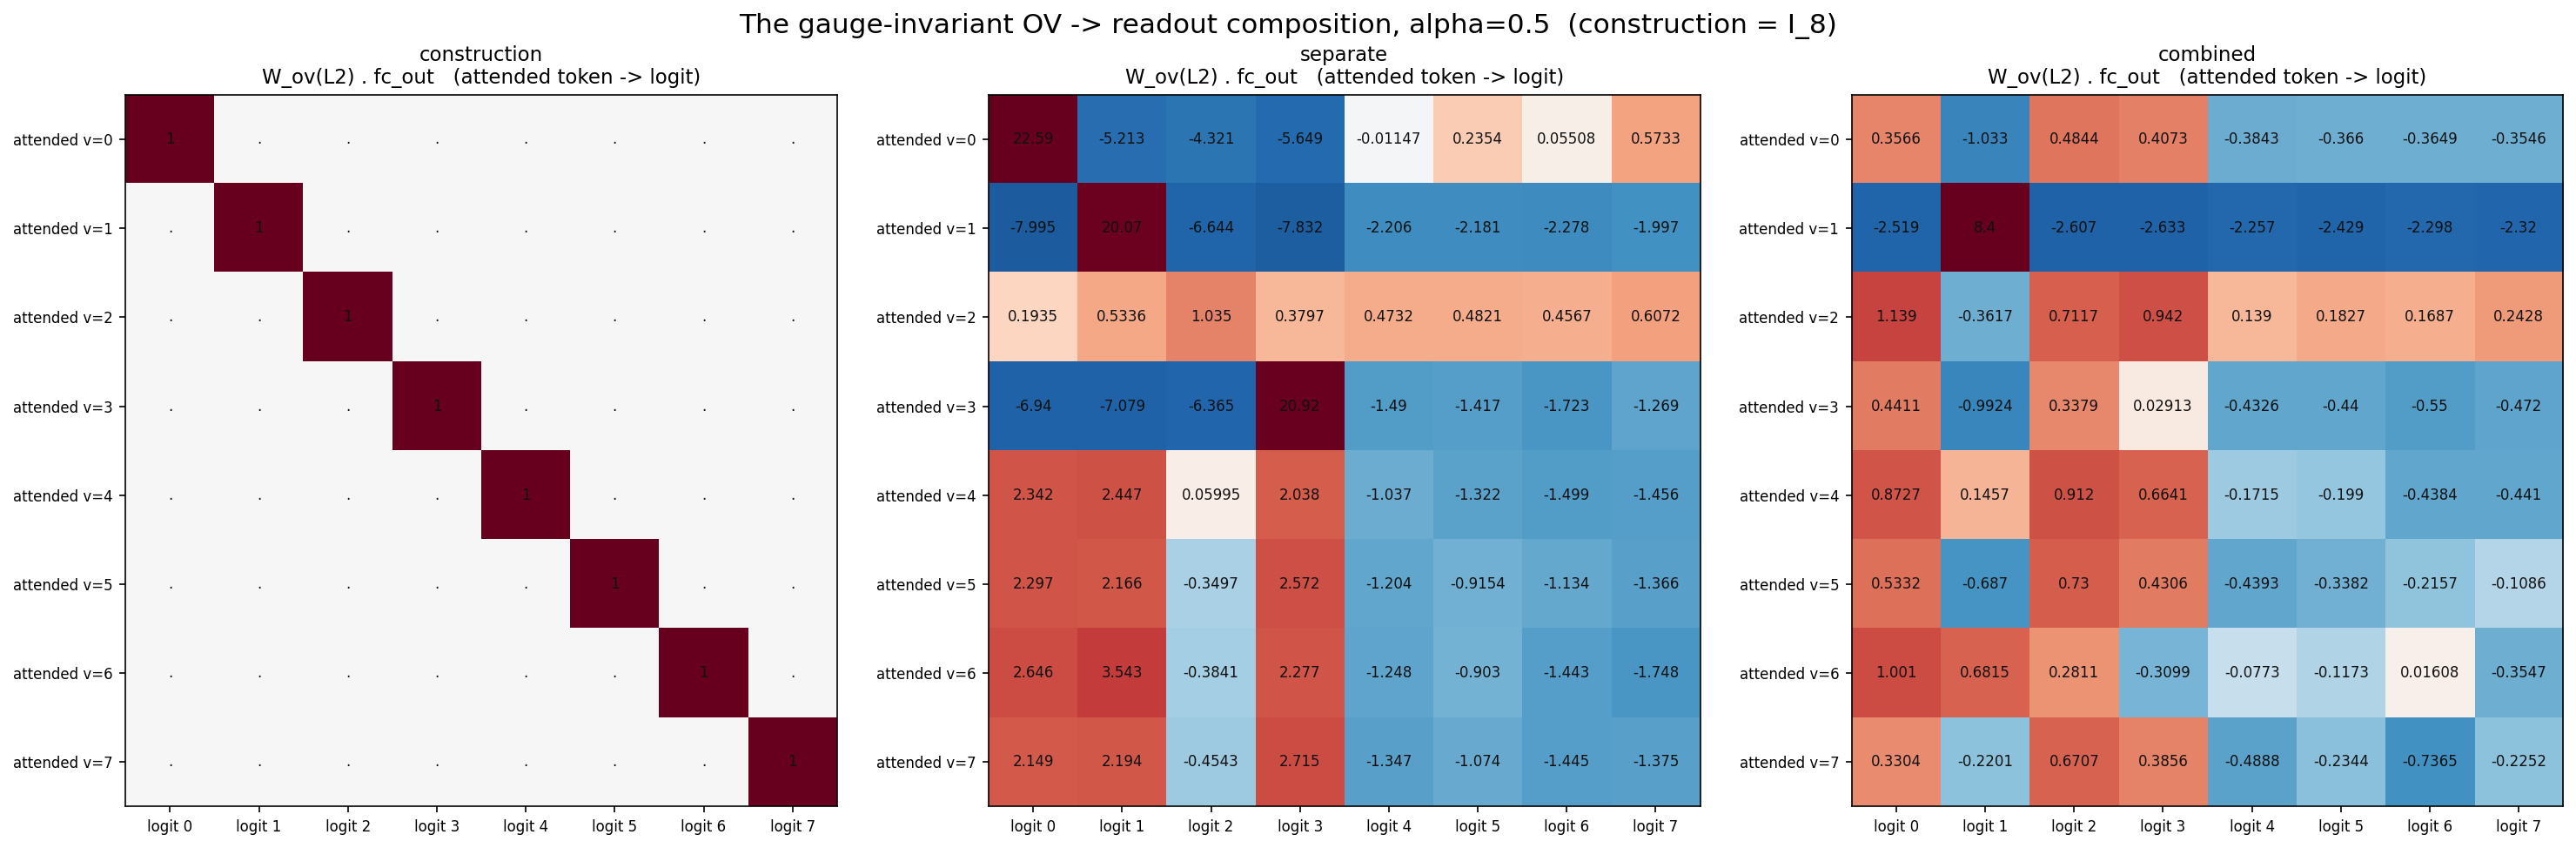 The gauge-invariant OV -> readout composition, alpha=0.5  (construction = I_8)
construction
W_ov(L2) . fc_out   (attended token -> logit)
attended v=0 1 . . . . . . .
attended v=1 . 1 . . . . . .
attended v=2 . . 1 . . . . .
attended v=3 . . . 1 . . . .
attended v=4 . . . . 1 . . .
attended v=5 . . . . . 1 . .
attended v=6 . . . . . . 1 .
attended v=7 . . . . . . . 1
logit 0 logit 1 logit 2 logit 3 logit 4 logit 5 logit 6 logit 7
separate
W_ov(L2) . fc_out   (attended token -> logit)
attended v=0 22.59 -5.213 -4.321 -5.649 -0.01147 0.2354 0.05508 0.5733
attended v=1 -7.995 20.07 -6.644 -7.832 -2.206 -2.181 -2.278 -1.997
attended v=2 0.1935 0.5336 1.035 0.3797 0.4732 0.4821 0.4567 0.6072
attended v=3 -6.94 -7.079 -6.365 20.92 -1.49 -1.417 -1.723 -1.269
attended v=4 2.342 2.447 0.05995 2.038 -1.037 -1.322 -1.499 -1.456
attended v=5 2.297 2.166 -0.3497 2.572 -1.204 -0.9154 -1.134 -1.366
attended v=6 2.646 3.543 -0.3841 2.277 -1.248 -0.903 -1.443 -1.748
attended v=7 2.149 2.194 -0.4543 2.715 -1.347 -1.074 -1.445 -1.375
logit 0 logit 1 logit 2 logit 3 logit 4 logit 5 logit 6 logit 7
combined
W_ov(L2) . fc_out   (attended token -> logit)
attended v=0 0.3566 -1.033 0.4844 0.4073 -0.3843 -0.366 -0.3649 -0.3546
attended v=1 -2.519 8.4 -2.607 -2.633 -2.257 -2.429 -2.298 -2.32
attended v=2 1.139 -0.3617 0.7117 0.942 0.139 0.1827 0.1687 0.2428
attended v=3 0.4411 -0.9924 0.3379 0.02913 -0.4326 -0.44 -0.55 -0.472
attended v=4 0.8727 0.1457 0.912 0.6641 -0.1715 -0.199 -0.4384 -0.441
attended v=5 0.5332 -0.687 0.73 0.4306 -0.4393 -0.3382 -0.2157 -0.1086
attended v=6 1.001 0.6815 0.2811 -0.3099 -0.0773 -0.1173 0.01608 -0.3547
attended v=7 0.3304 -0.2201 0.6707 0.3856 -0.4888 -0.2344 -0.7365 -0.2252
logit 0 logit 1 logit 2 logit 3 logit 4 logit 5 logit 6 logit 7